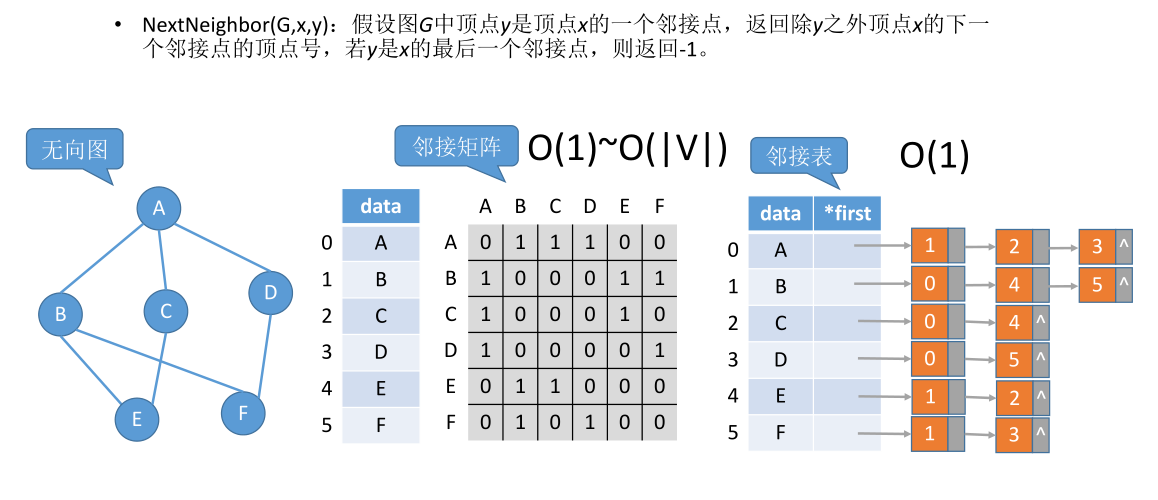 • NextNeighbor(G,x,y)：假设图G中顶点y是顶点x的一个邻接点，返回除y之外顶点x的下一
个邻接点的顶点号，若y是x的最后一个邻接点，则返回-1。
无向图
邻接矩阵
O(1)~O(|V|)
邻接表
O(1)
A
B
C
D
E
F
data
0 A
1 B
2 C
3 D
4 E
5 F
A B C D E F
A 0 1 1 1 0 0
B 1 0 0 0 1 1
C 1 0 0 0 1 0
D 1 0 0 0 0 1
E 0 1 1 0 0 0
F 0 1 0 1 0 0
data *first
0 A 1 2 3 ^
1 B 0 4 5 ^
2 C 0 4 ^
3 D 0 5 ^
4 E 1 2 ^
5 F 1 3 ^